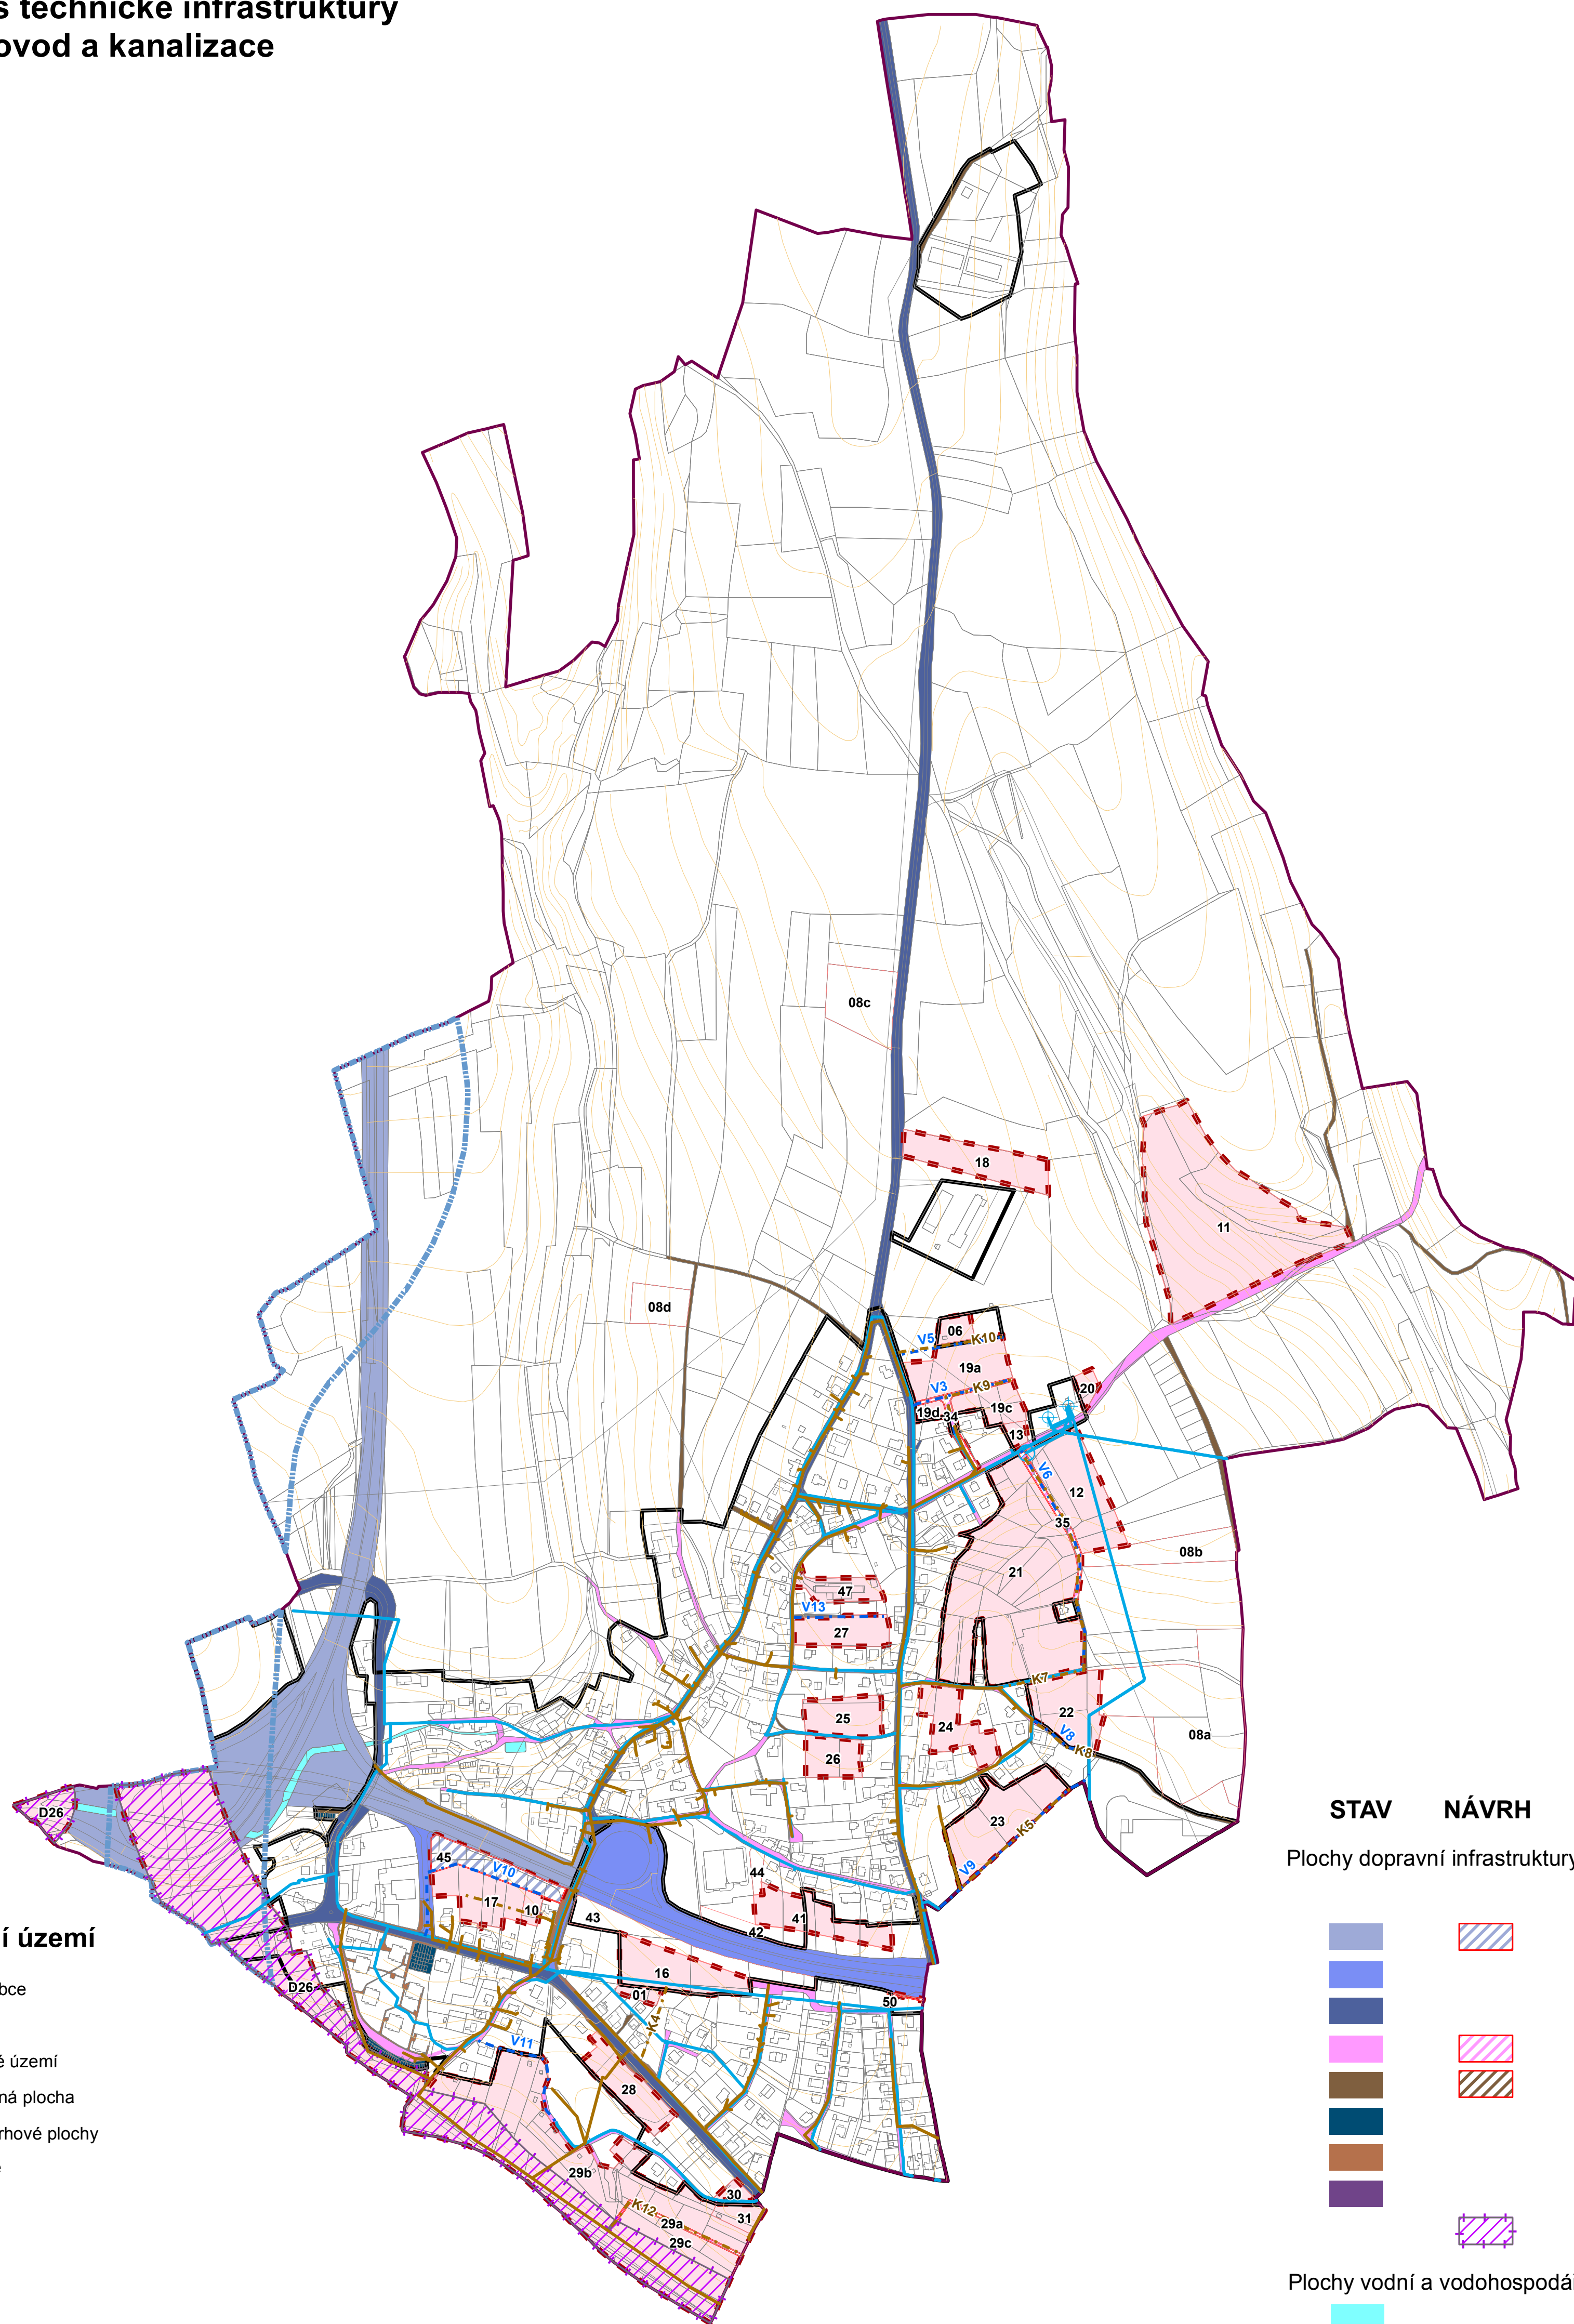 s technické infrastruktury
ovod a kanalizace
08c
18
11
08d
V5
06
K10
19a
V3
K9
20
19d
34
19c
13
V6
12
35
08b
21
47
V13
27
K7
22
25
24
V8
08a
26
K8
D26
STAV NÁVRH
23
K5
Plochy dopravní infrastruktury
45
V10
V9
44
17
10
43
41
42
í území
16
bce
D26
01
50
K4
V11
é území
28
ná plocha
rhové plochy
29b
30
K12
29a
31
29c
Plochy vodní a vodohospodář